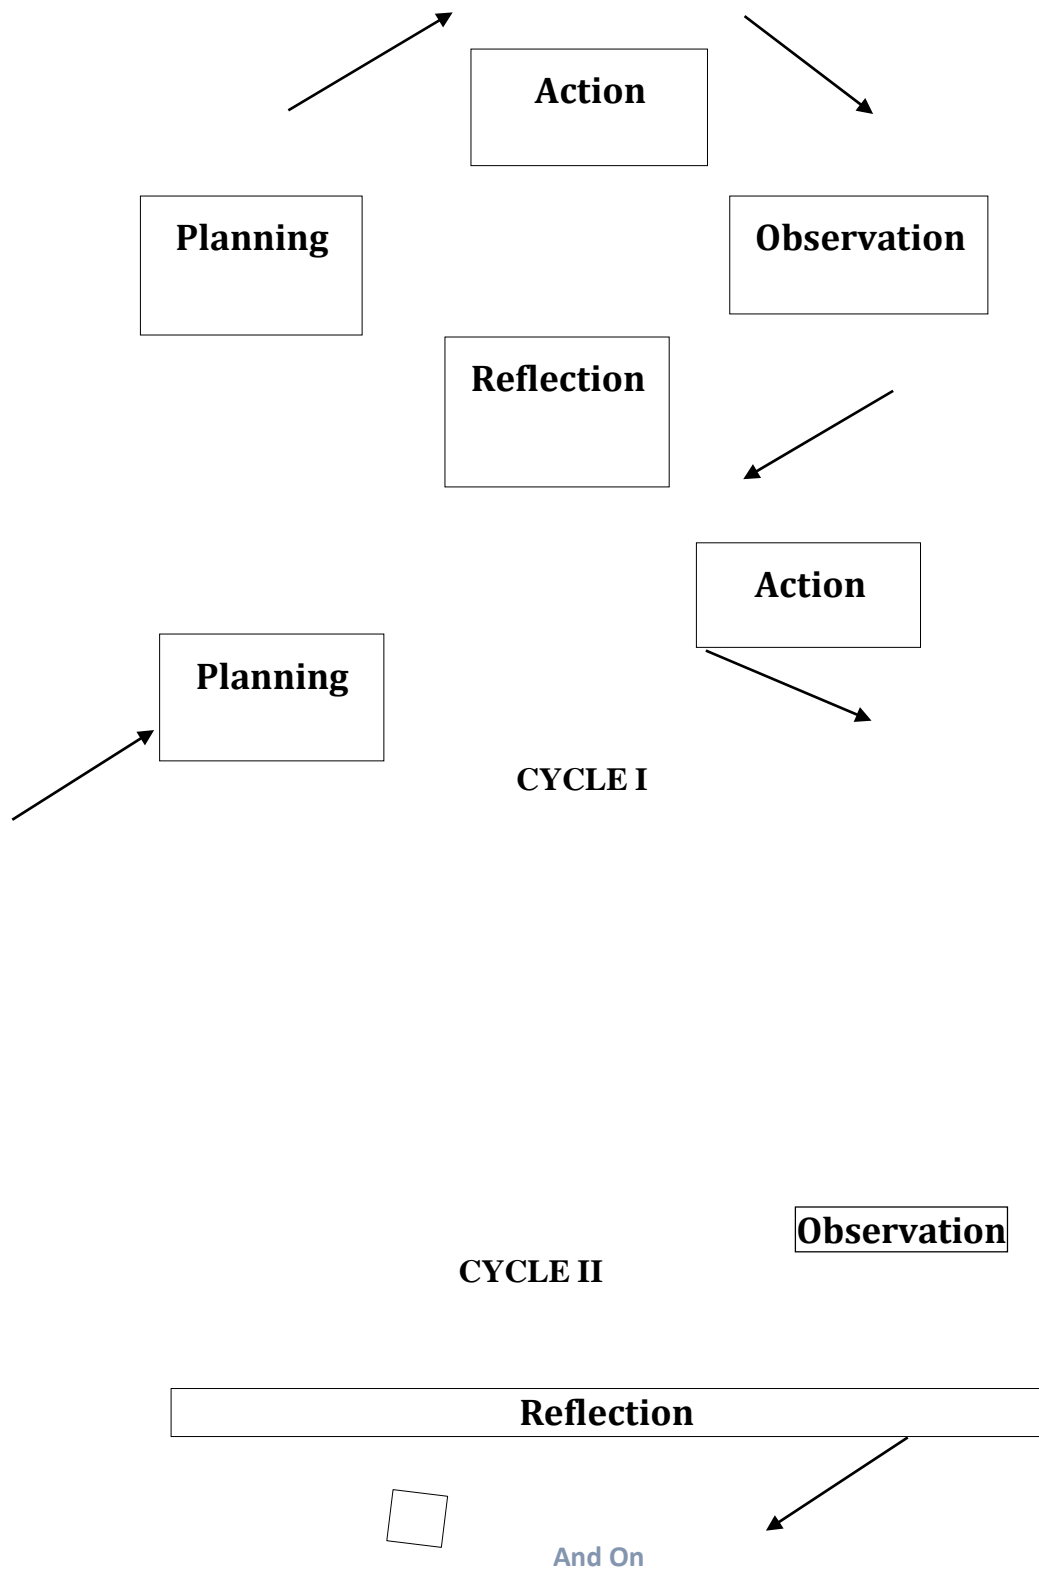 Action
Planning
Observation
Reflection
Action
Planning
CYCLE I
Observation
CYCLE II
Reflection
And On